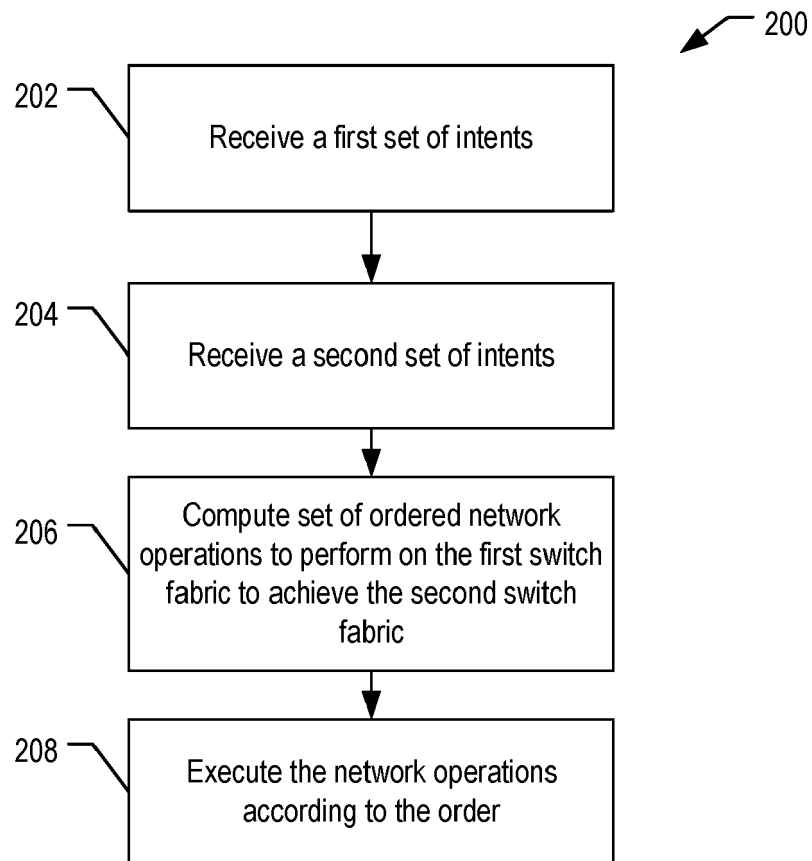 200
202
Receive a first set of intents
204
Receive a second set of intents
206
Compute set of ordered network
operations to perform on the first switch
fabric to achieve the second switch
fabric
208
Execute the network operations
according to the order